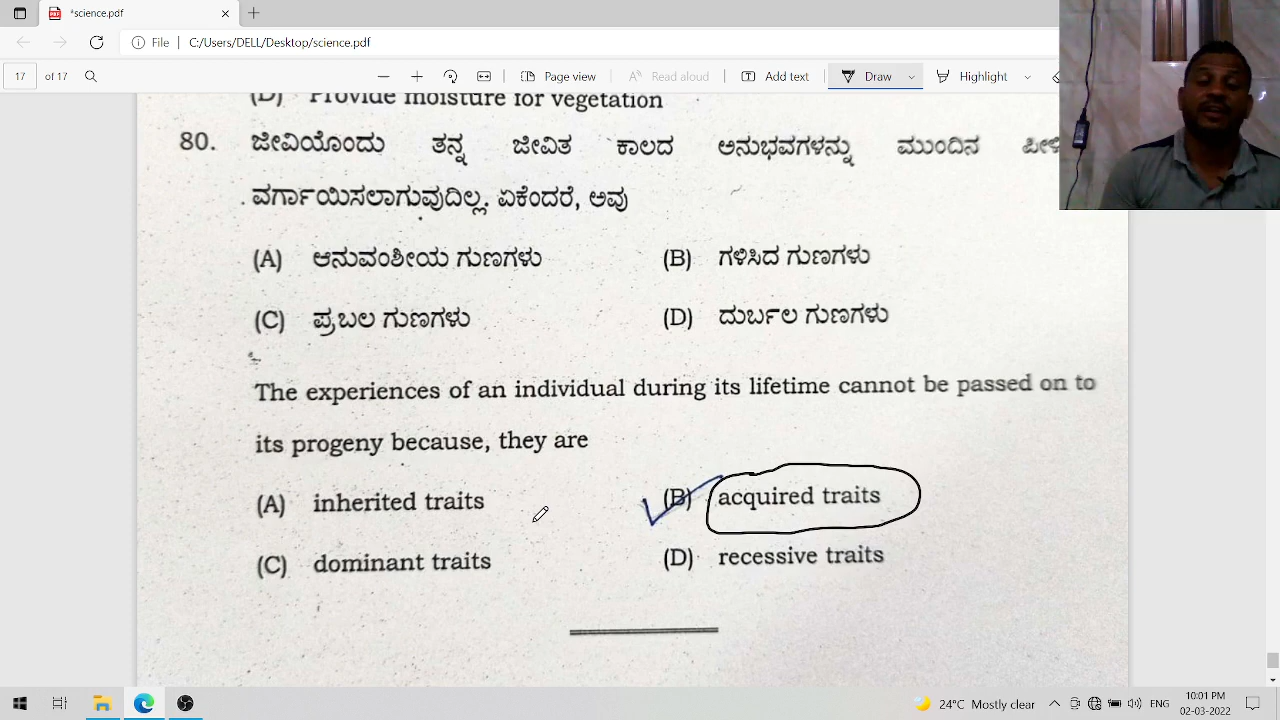 *science.pdf
File | C:/Users/DELL/Desktop/science.pdf
17 of 17 Page view Read aloud Add text Draw Highlight
(D) Provide moisture for vegetation
80. ಜೀವಿಯೊಂದು ತನ್ನ ಜೀವಿತ ಕಾಲದ ಅನುಭವಗಳನ್ನು ಮುಂದಿನ
ವರ್ಗಾಯಿಸಲಾಗುವುದಿಲ್ಲ. ಏಕೆಂದರೆ, ಅವು
(A) ಆನುವಂಶೀಯ ಗುಣಗಳು (B) ಗಳಿಸಿದ ಗುಣಗಳು
(C) ಪ್ರಬಲ ಗುಣಗಳು (D) ದುರ್ಬಲ ಗುಣಗಳು
The experiences of an individual during its lifetime cannot be passed on to
its progeny because, they are
(A) inherited traits (B) acquired traits
(C) dominant traits (D) recessive traits
24°C Mostly clear ENG 10:01 PM
02-03-2022